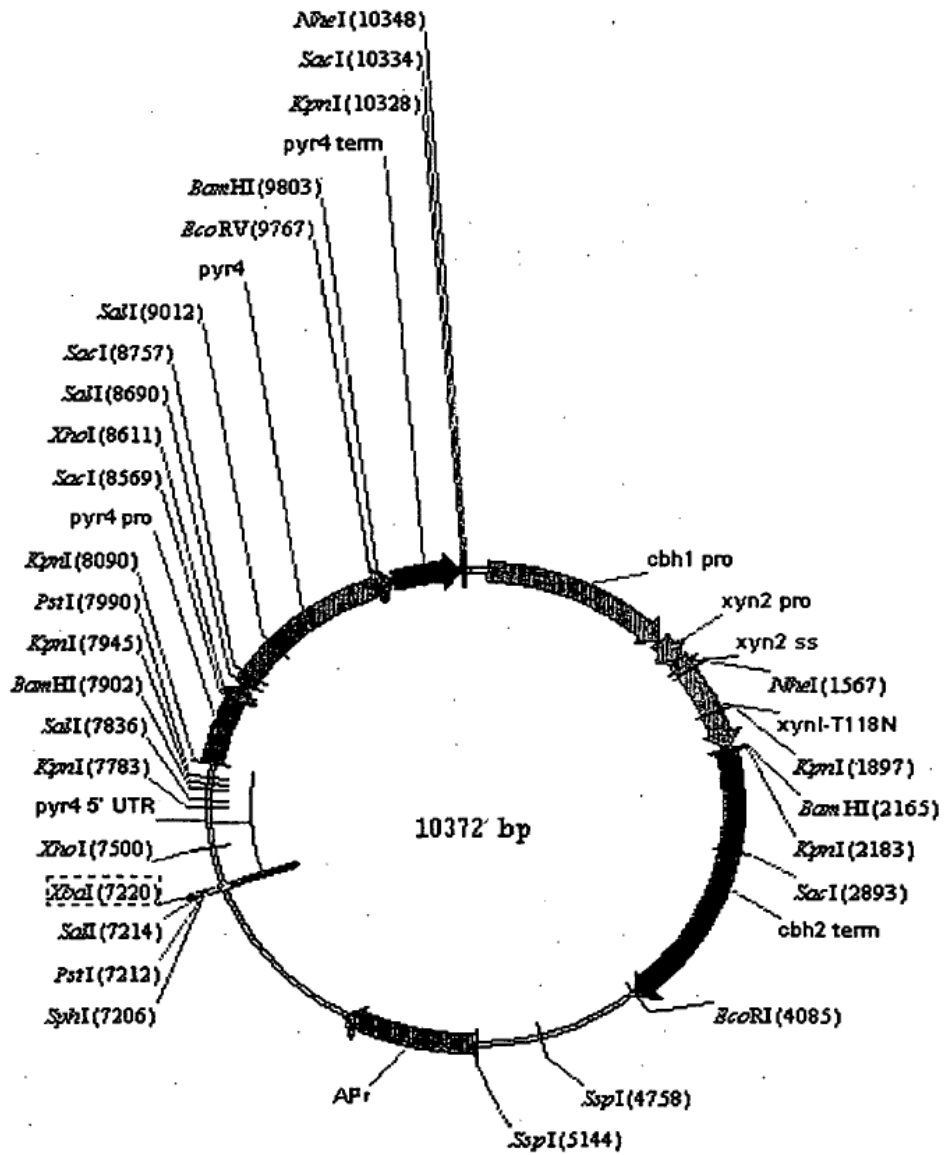 NheI(10348)
SacI(10334)
KpnI(10328)
pyr4 term
BamHI(9803)
EcoRV(9767)
pyr4
SalI(9012)
SacI(8757)
SalI(8690)
XhoI(8611)
SacI(8569)
pyr4 pro
KpnI(8090)
PstI(7990)
KpnI(7945)
BamHI(7902)
SalI(7836)
KpnI(7783)
pyr4 5' UTR
XhoI(7500)
XbaI(7220)
SalI(7214)
PstI(7212)
SphI(7206)
cbh1 pro
xyn2 pro
xyn2 ss
NheI(1567)
xynI-T118N
KpnI(1897)
BamHI(2165)
KpnI(2183)
SacI(2893)
cbh2 term
EcoRI(4085)
SspI(4758)
SspI(5144)
APr
10372 bp